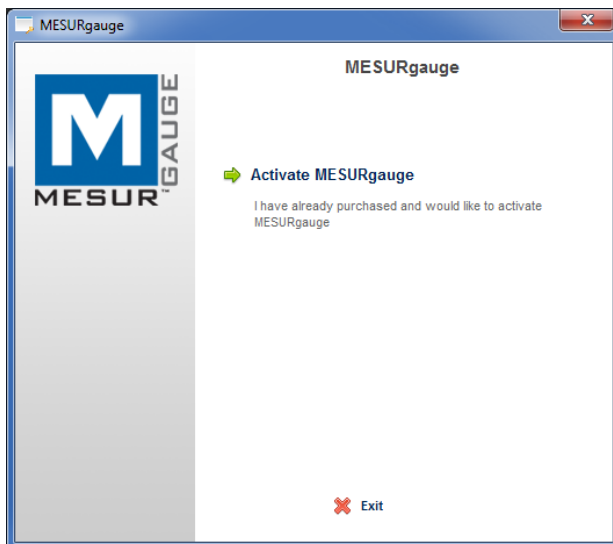 MESURgauge
MESURgauge
M
GAUGE
MESUR™
Activate MESURgauge
I have already purchased and would like to activate
MESURgauge
Exit